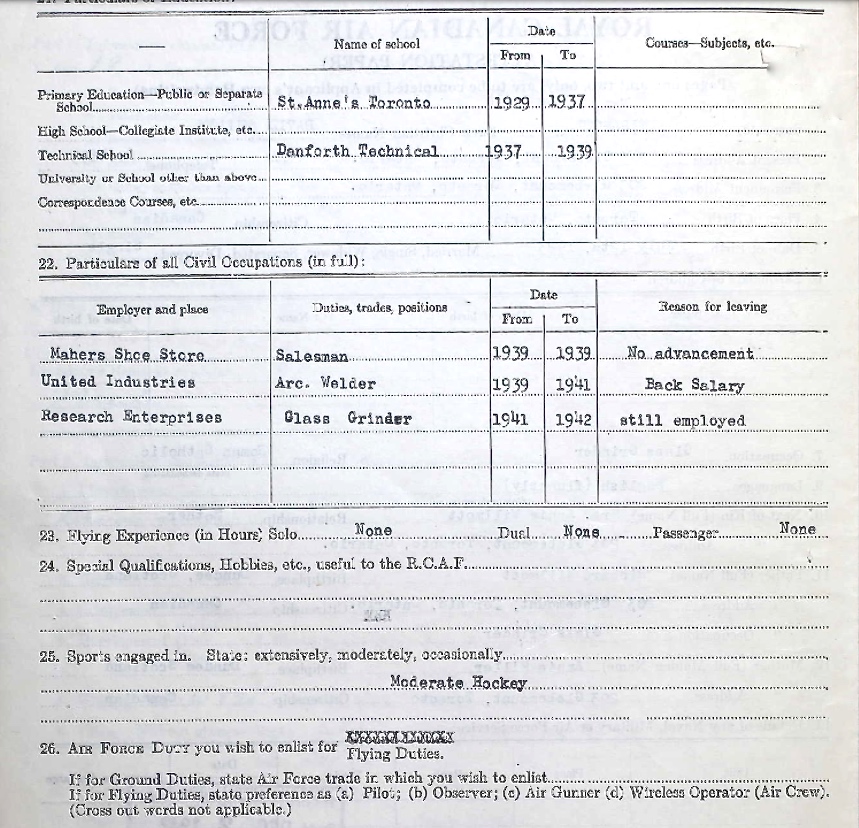 21. Particulars of Education:
Name of school
Date
From To
Courses—Subjects, etc.
Primary Education—Public or Separate
School St.Anne's Toronto 1929 1937
High School—Collegiate Institute, etc.
Technical School Danforth Technical 1937 1939
University or School other than above
Correspondence Courses, etc.
22. Particulars of all Civil Occupations (in full):
Employer and place
Duties, trades, positions
Date
From To
Reason for leaving
Mahers Shoe Store Salesman 1939 1939 No advancement
United Industries Arc. Welder 1939 1941 Back Salary
Research Enterprises Glass Grinder 1941 1942 still employed
23. Flying Experience (in Hours) Solo None Dual None Passenger None
24. Special Qualifications, Hobbies, etc., useful to the R.C.A.F.
25. Sports engaged in. State: extensively, moderately, occasionally
Moderate Hockey
26. AIR FORCE DUTY you wish to enlist for
Flying Duties.
If for Ground Duties, state Air Force trade in which you wish to enlist
If for Flying Duties, state preference as (a) Pilot; (b) Observer; (c) Air Gunner (d) Wireless Operator (Air Crew).
(Cross out words not applicable.)